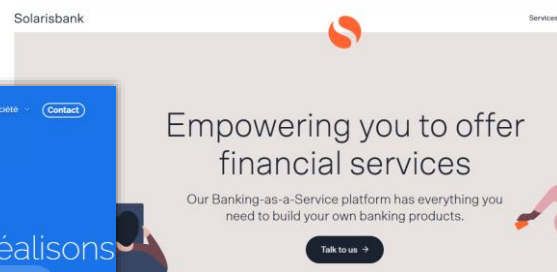 Solarisbank
Services
ciété
Contact
Empowering you to offer
financial services
Our Banking-as-a-Service platform has everything you
need to build your own banking products.
éalisons
Talk to us →